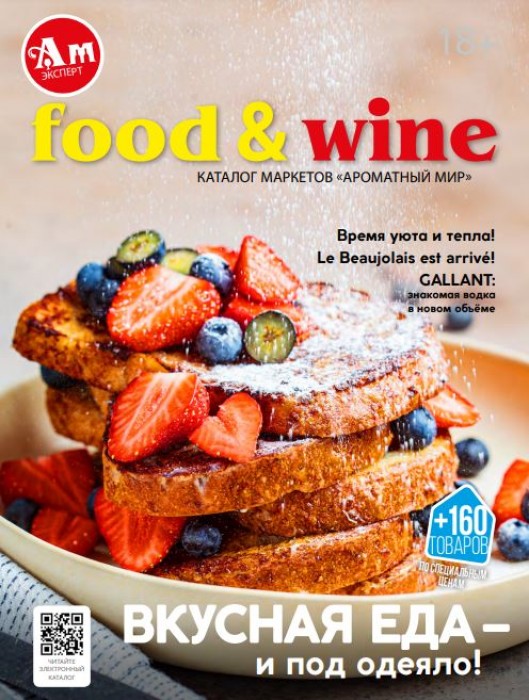 Ам
ЭКСПЕРТ
18+
food & wine
КАТАЛОГ МАРКЕТОВ «АРОМАТНЫЙ МИР»
Время уюта и тепла!
Le Beaujolais est arrivé!
GALLANT:
знакомая водка
в новом объёме
+160
ТОВАРОВ
ПО СПЕЦИАЛЬНЫМ
ЦЕНАМ
ВКУСНАЯ ЕДА –
и под одеяло!
ЧИТАЙТЕ
ЭЛЕКТРОННЫЙ
КАТАЛОГ